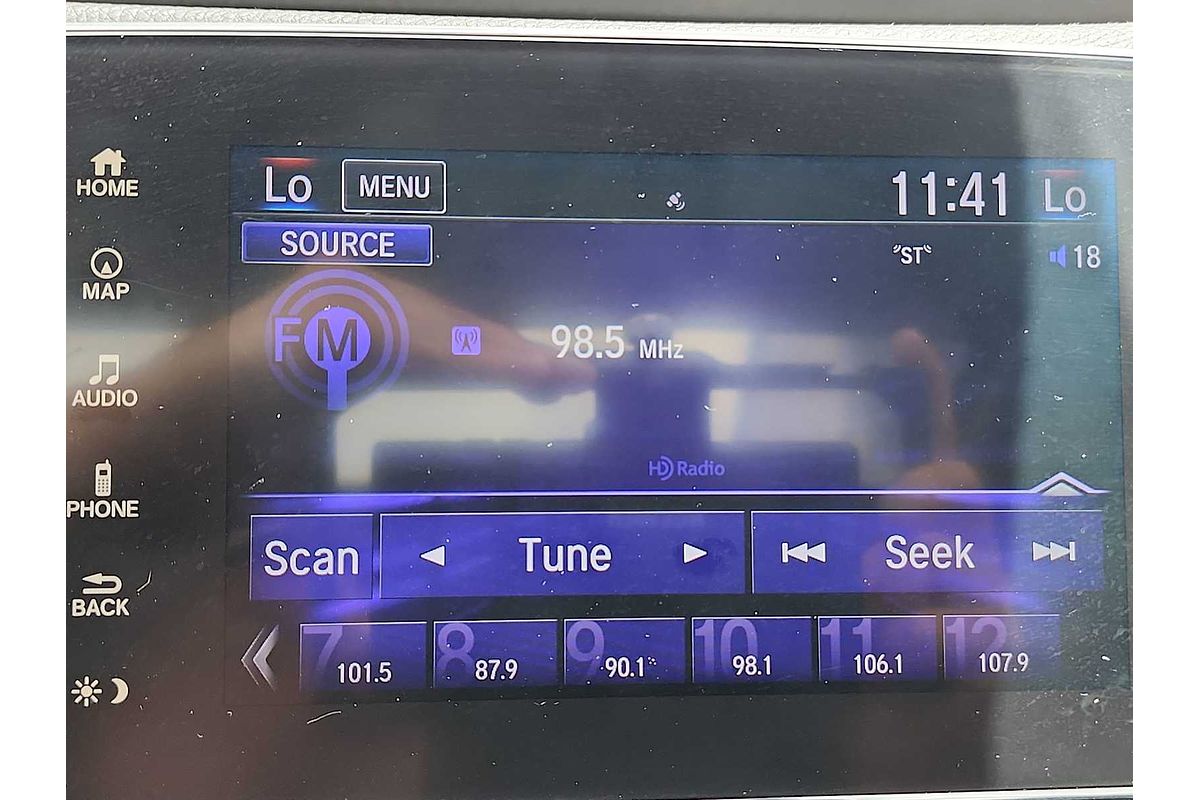 Lo MENU 11:41 Lo
HOME
SOURCE "ST" 18
MAP
FM 98.5 MHz
AUDIO
HD Radio
PHONE
Scan Tune Seek
BACK
7 8 9 10 11 12
101.5 87.9 90.1 98.1 106.1 107.9